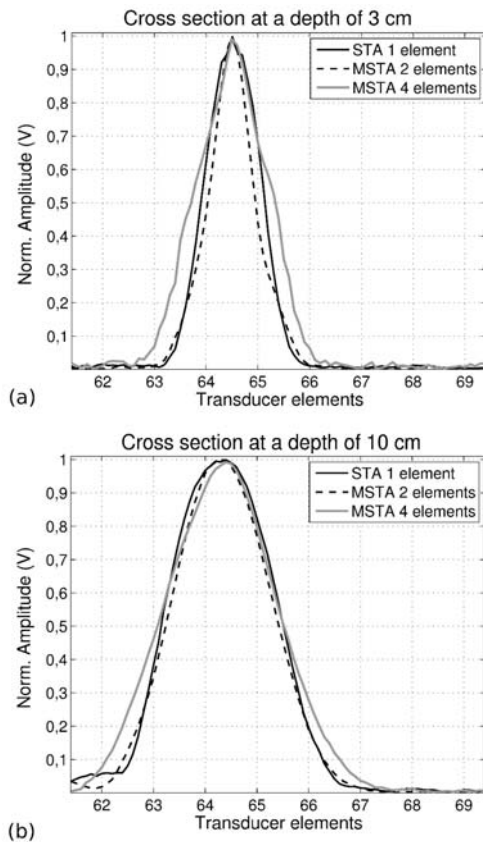 Cross section at a depth of 3 cm
STA 1 element
MSTA 2 elements
MSTA 4 elements
Norm. Amplitude (V)
1
0,9
0,8
0,7
0,6
0,5
0,4
0,3
0,2
0,1
62 63 64 65 66 67 68 69
Transducer elements
(a)
Cross section at a depth of 10 cm
STA 1 element
MSTA 2 elements
MSTA 4 elements
Norm. Amplitude (V)
1
0,9
0,8
0,7
0,6
0,5
0,4
0,3
0,2
0,1
62 63 64 65 66 67 68 69
Transducer elements
(b)